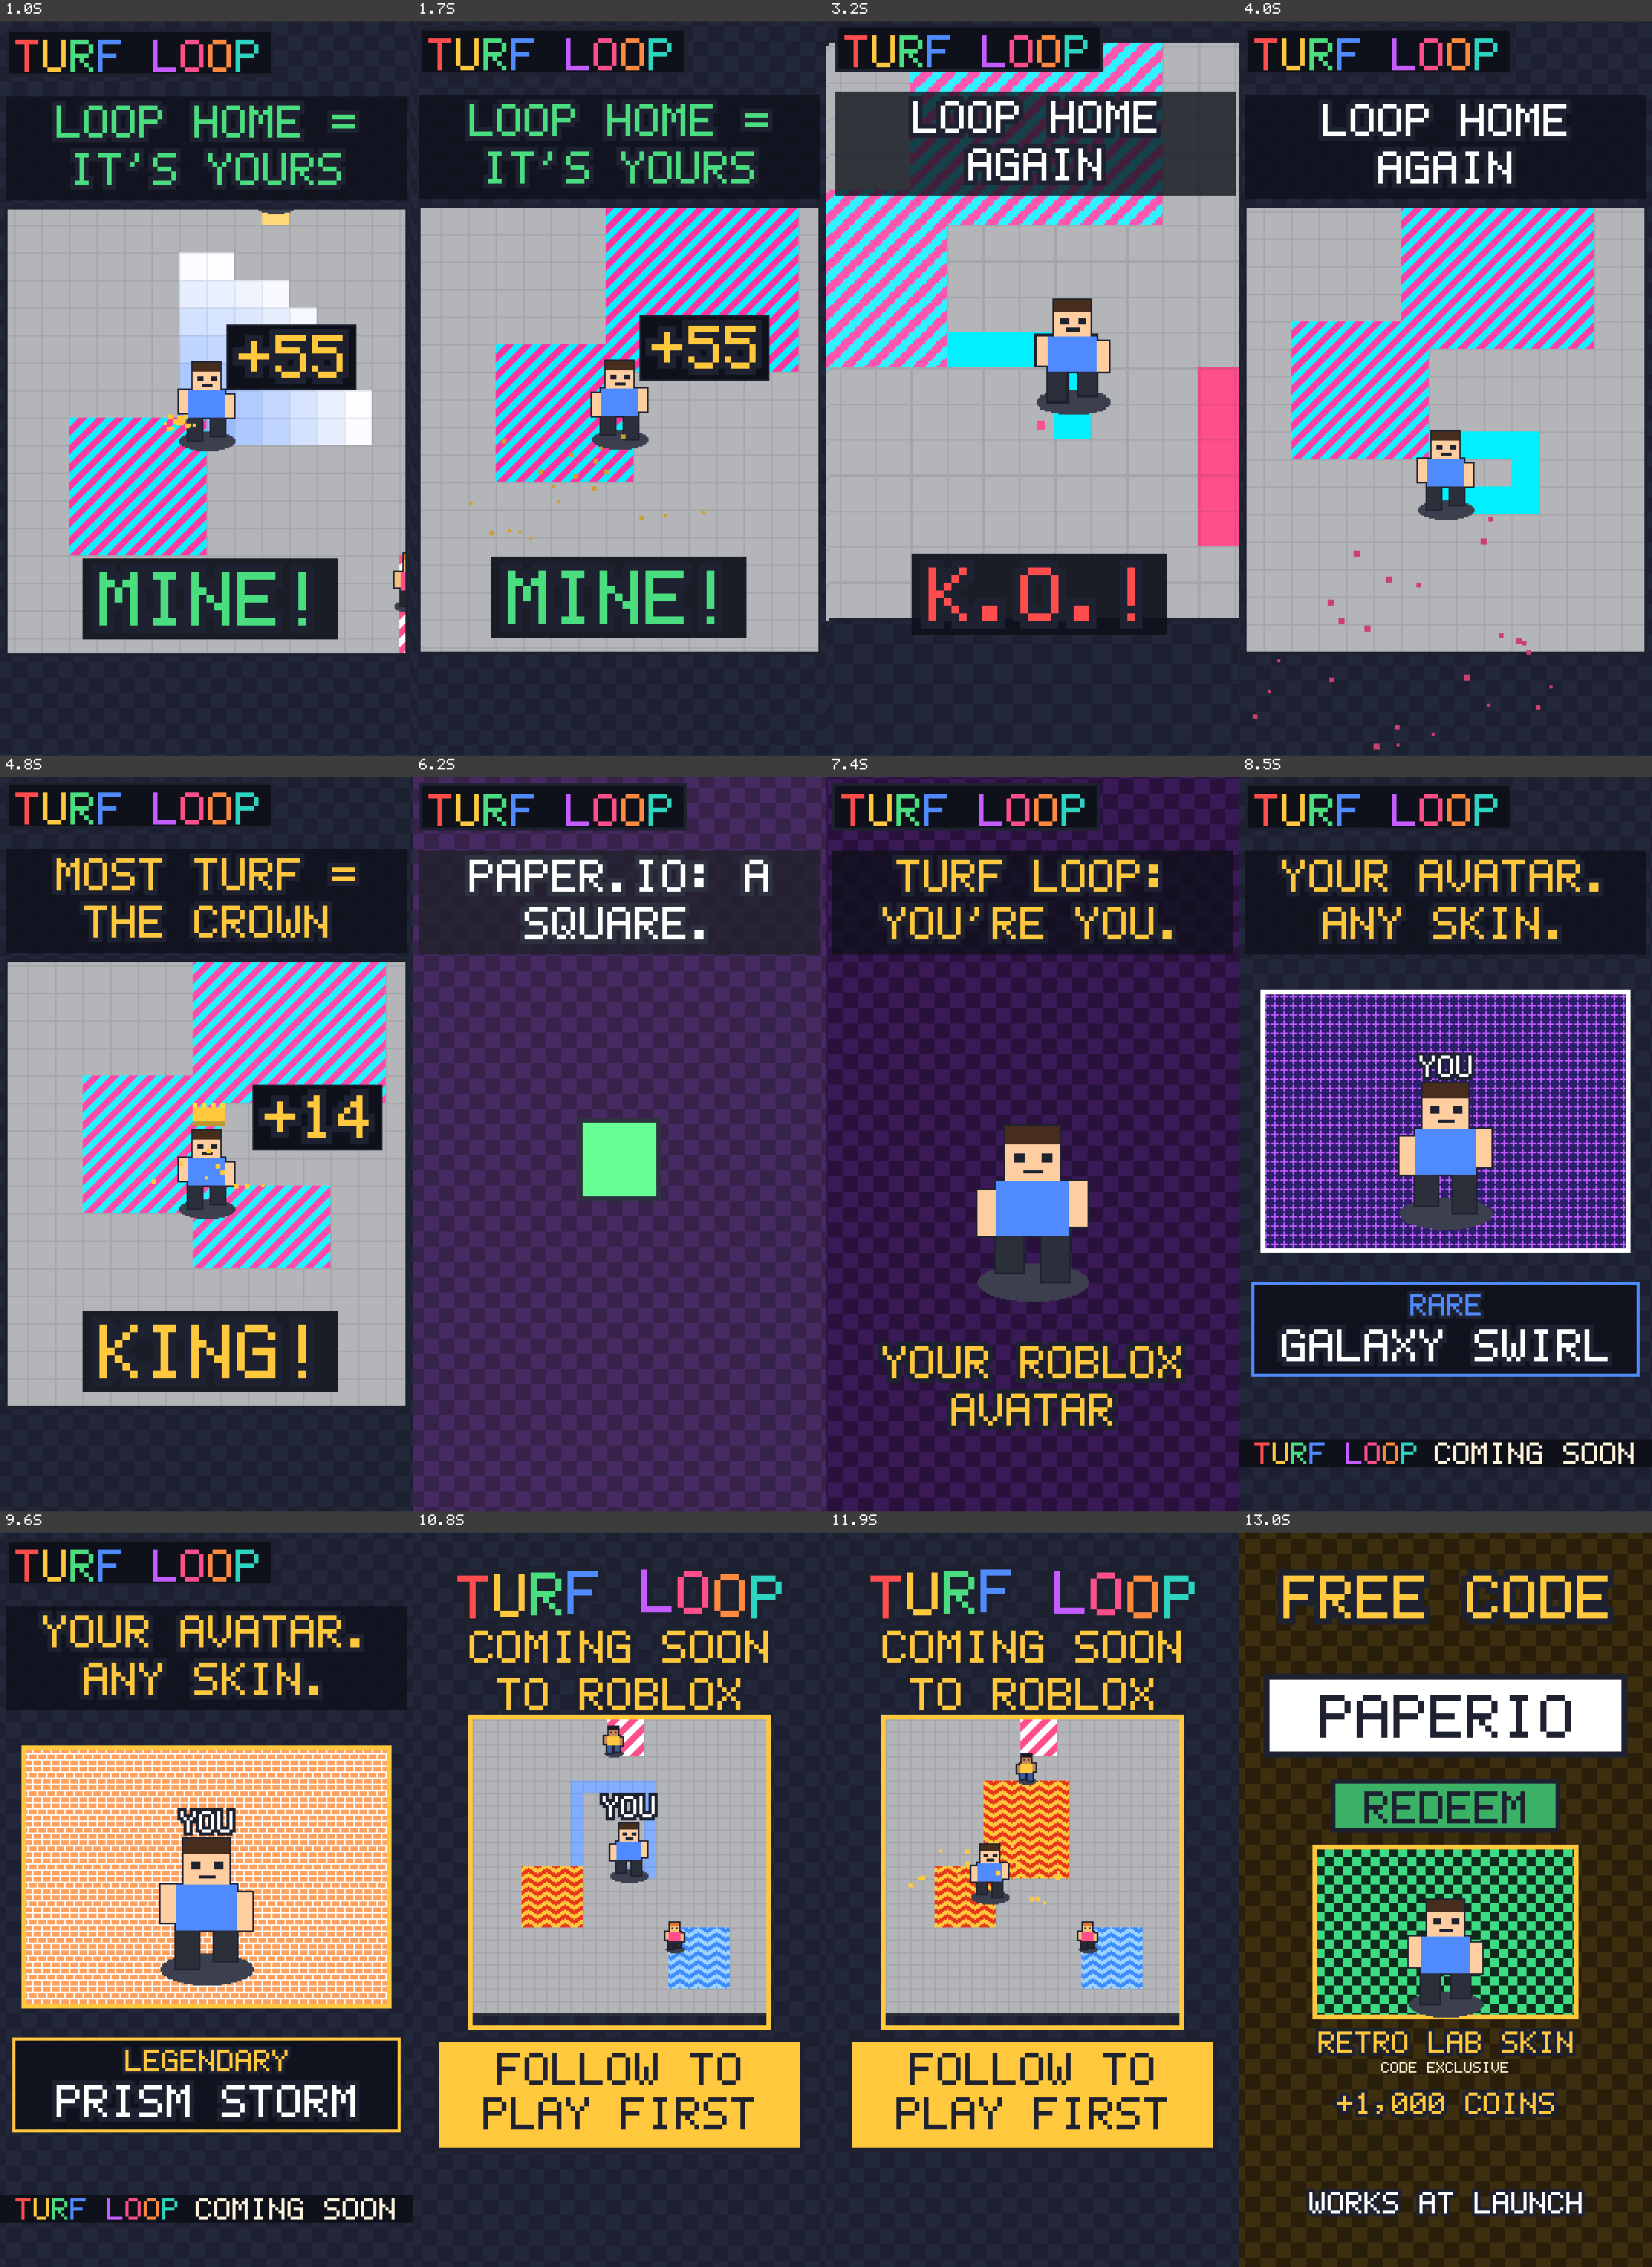 1.0S
TURF LOOP
LOOP HOME =
IT'S YOURS
+55
MINE!
1.7S
TURF LOOP
LOOP HOME =
IT'S YOURS
+55
MINE!
3.2S
TURF LOOP
LOOP HOME
AGAIN
K.O.!
4.0S
TURF LOOP
LOOP HOME
AGAIN
4.8S
TURF LOOP
MOST TURF =
THE CROWN
+14
KING!
6.2S
TURF LOOP
PAPER.IO: A
SQUARE.
7.4S
TURF LOOP
TURF LOOP:
YOU'RE YOU.
YOUR ROBLOX
AVATAR
8.5S
TURF LOOP
YOUR AVATAR.
ANY SKIN.
YOU
RARE
GALAXY SWIRL
TURF LOOP COMING SOON
9.6S
TURF LOOP
YOUR AVATAR.
ANY SKIN.
YOU
LEGENDARY
PRISM STORM
TURF LOOP COMING SOON
10.8S
TURF LOOP
COMING SOON
TO ROBLOX
YOU
FOLLOW TO
PLAY FIRST
11.9S
TURF LOOP
COMING SOON
TO ROBLOX
FOLLOW TO
PLAY FIRST
13.0S
FREE CODE
PAPERIO
REDEEM
RETRO LAB SKIN
CODE EXCLUSIVE
+1,000 COINS
WORKS AT LAUNCH